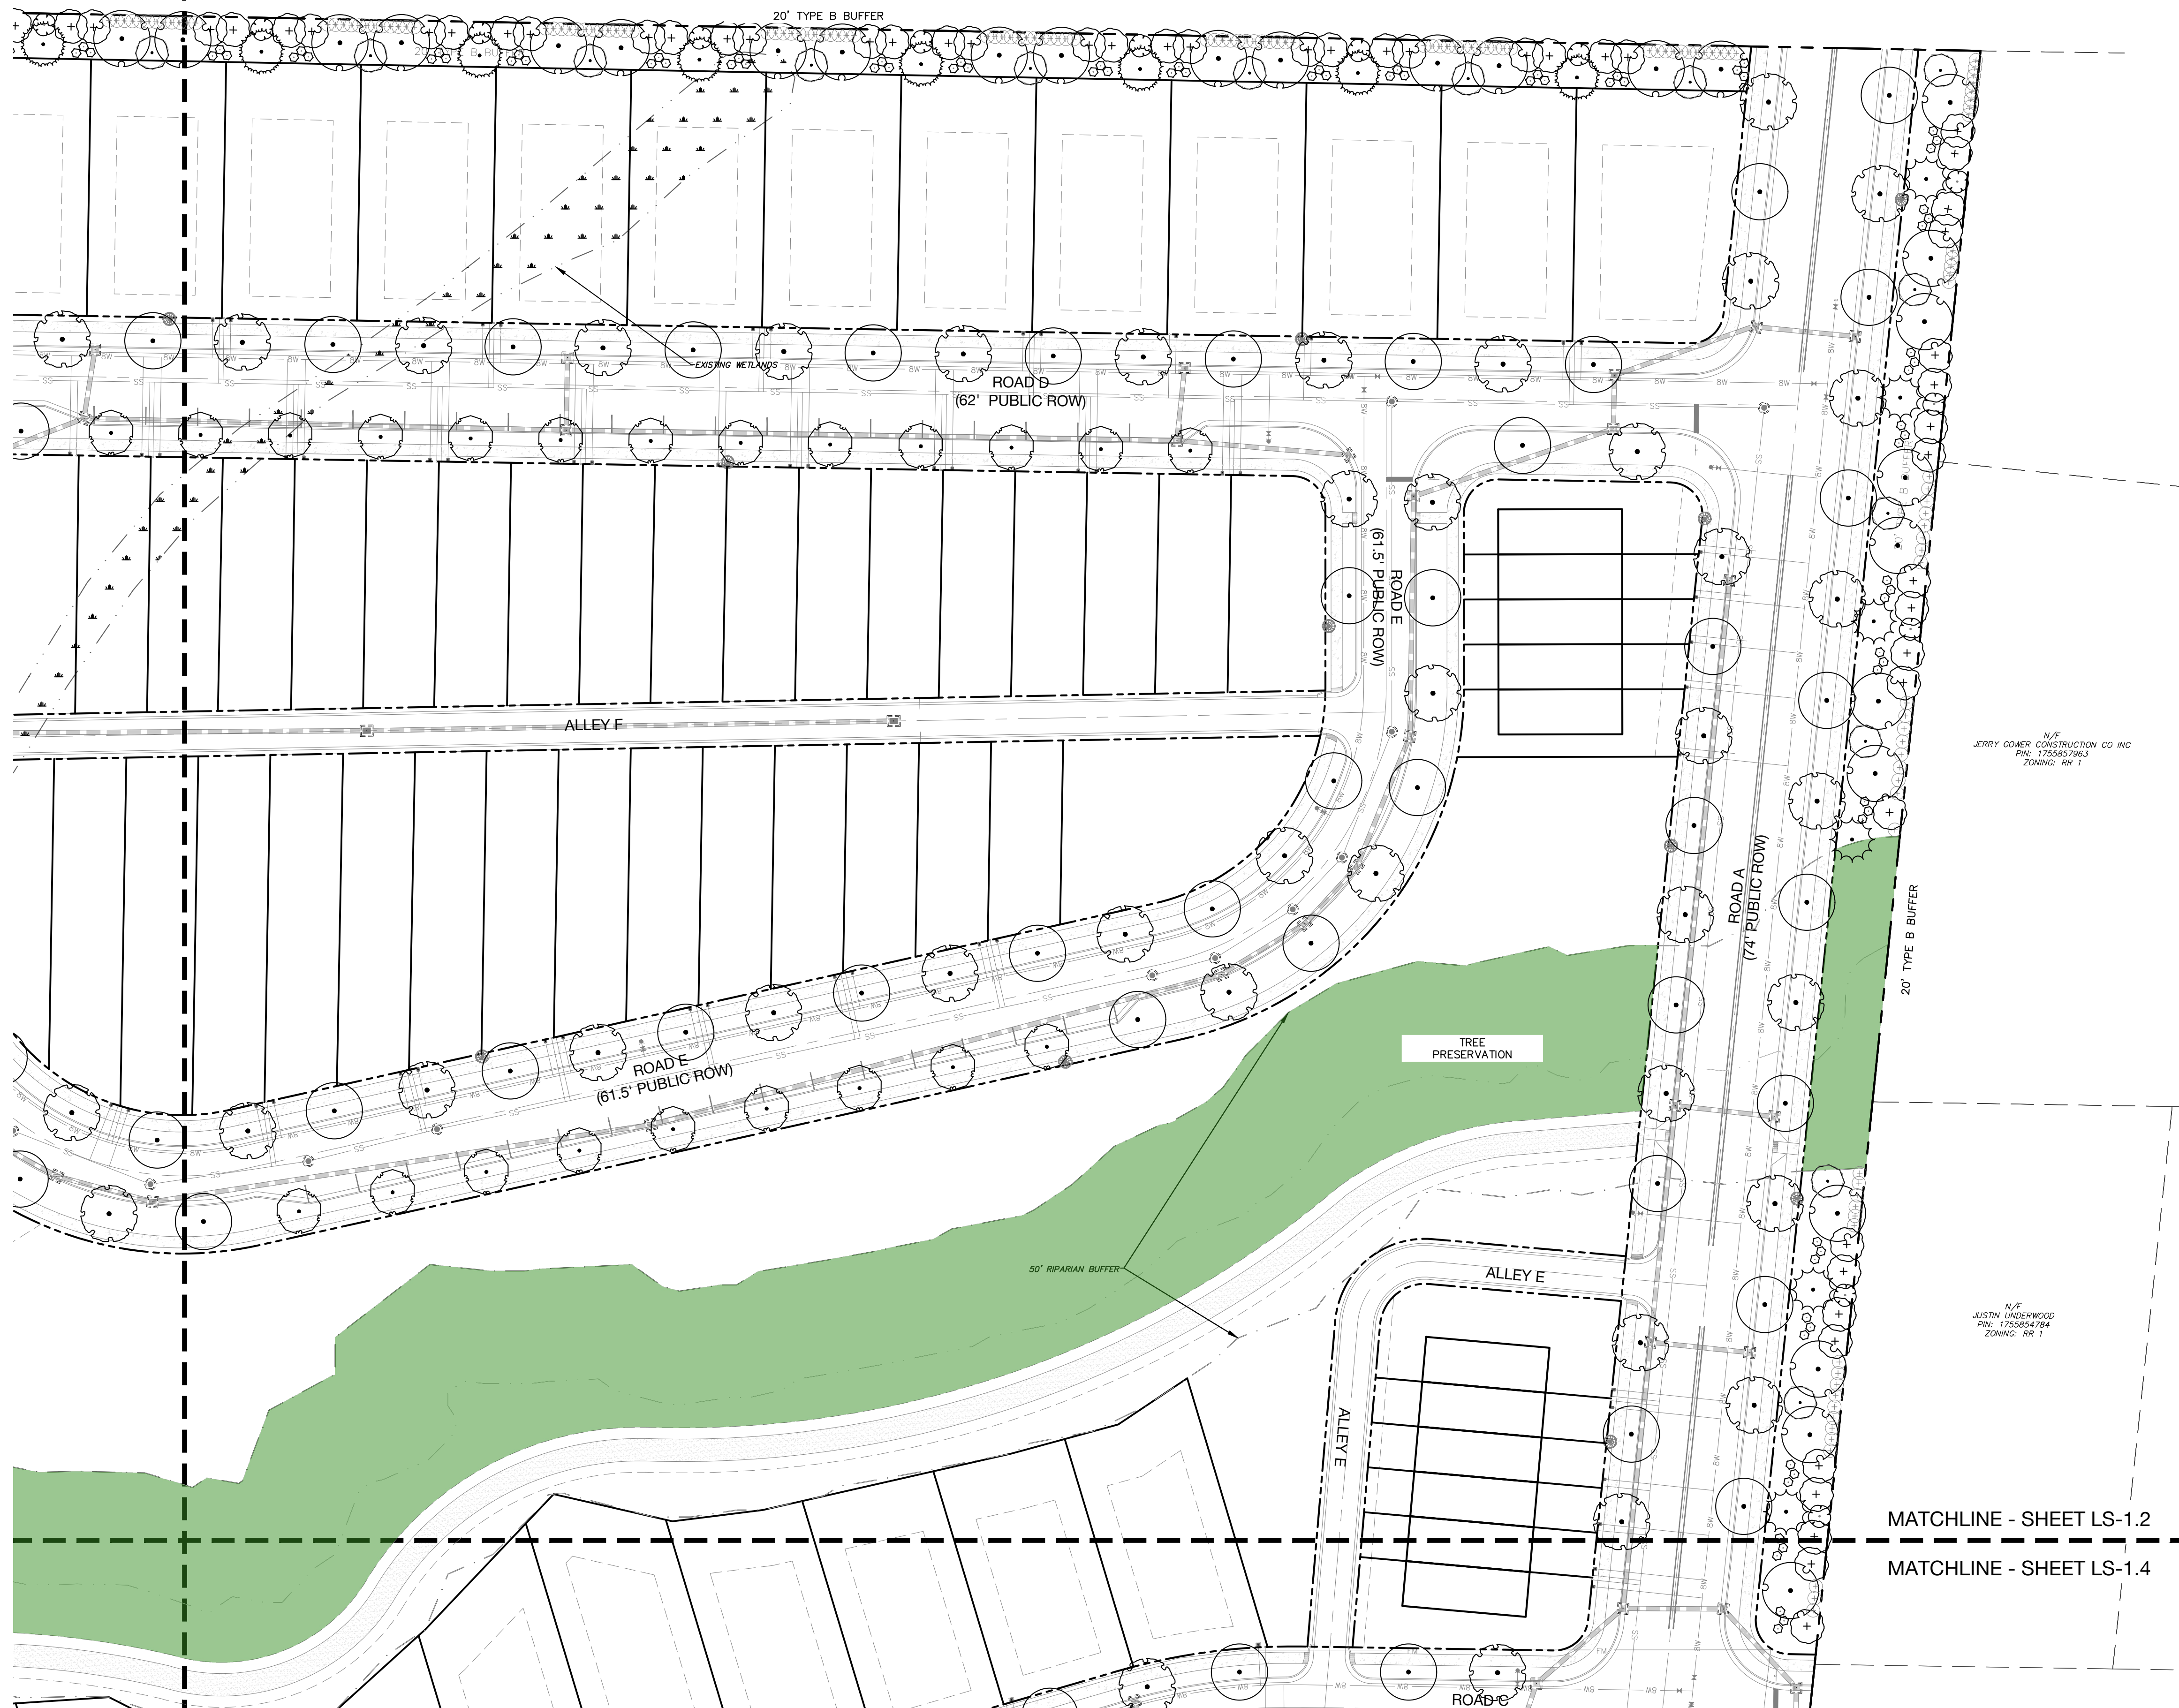 20' TYPE B BUFFER
EXISTING WETLANDS
ROAD D
(62' PUBLIC ROW)
ROAD E
(61.5' PUBLIC ROW)
ALLEY F
N/F
JERRY GOWER CONSTRUCTION CO INC
PIN: 1755857963
ZONING: RR 1
ROAD A
(74' PUBLIC ROW)
20' TYPE B BUFFER
TREE
PRESERVATION
ROAD E
(61.5' PUBLIC ROW)
50' RIPARIAN BUFFER
ALLEY E
N/F
JUSTIN UNDERWOOD
PIN: 1755854784
ZONING: RR 1
ALLEY E
MATCHLINE - SHEET LS-1.2
MATCHLINE - SHEET LS-1.4
ROAD C